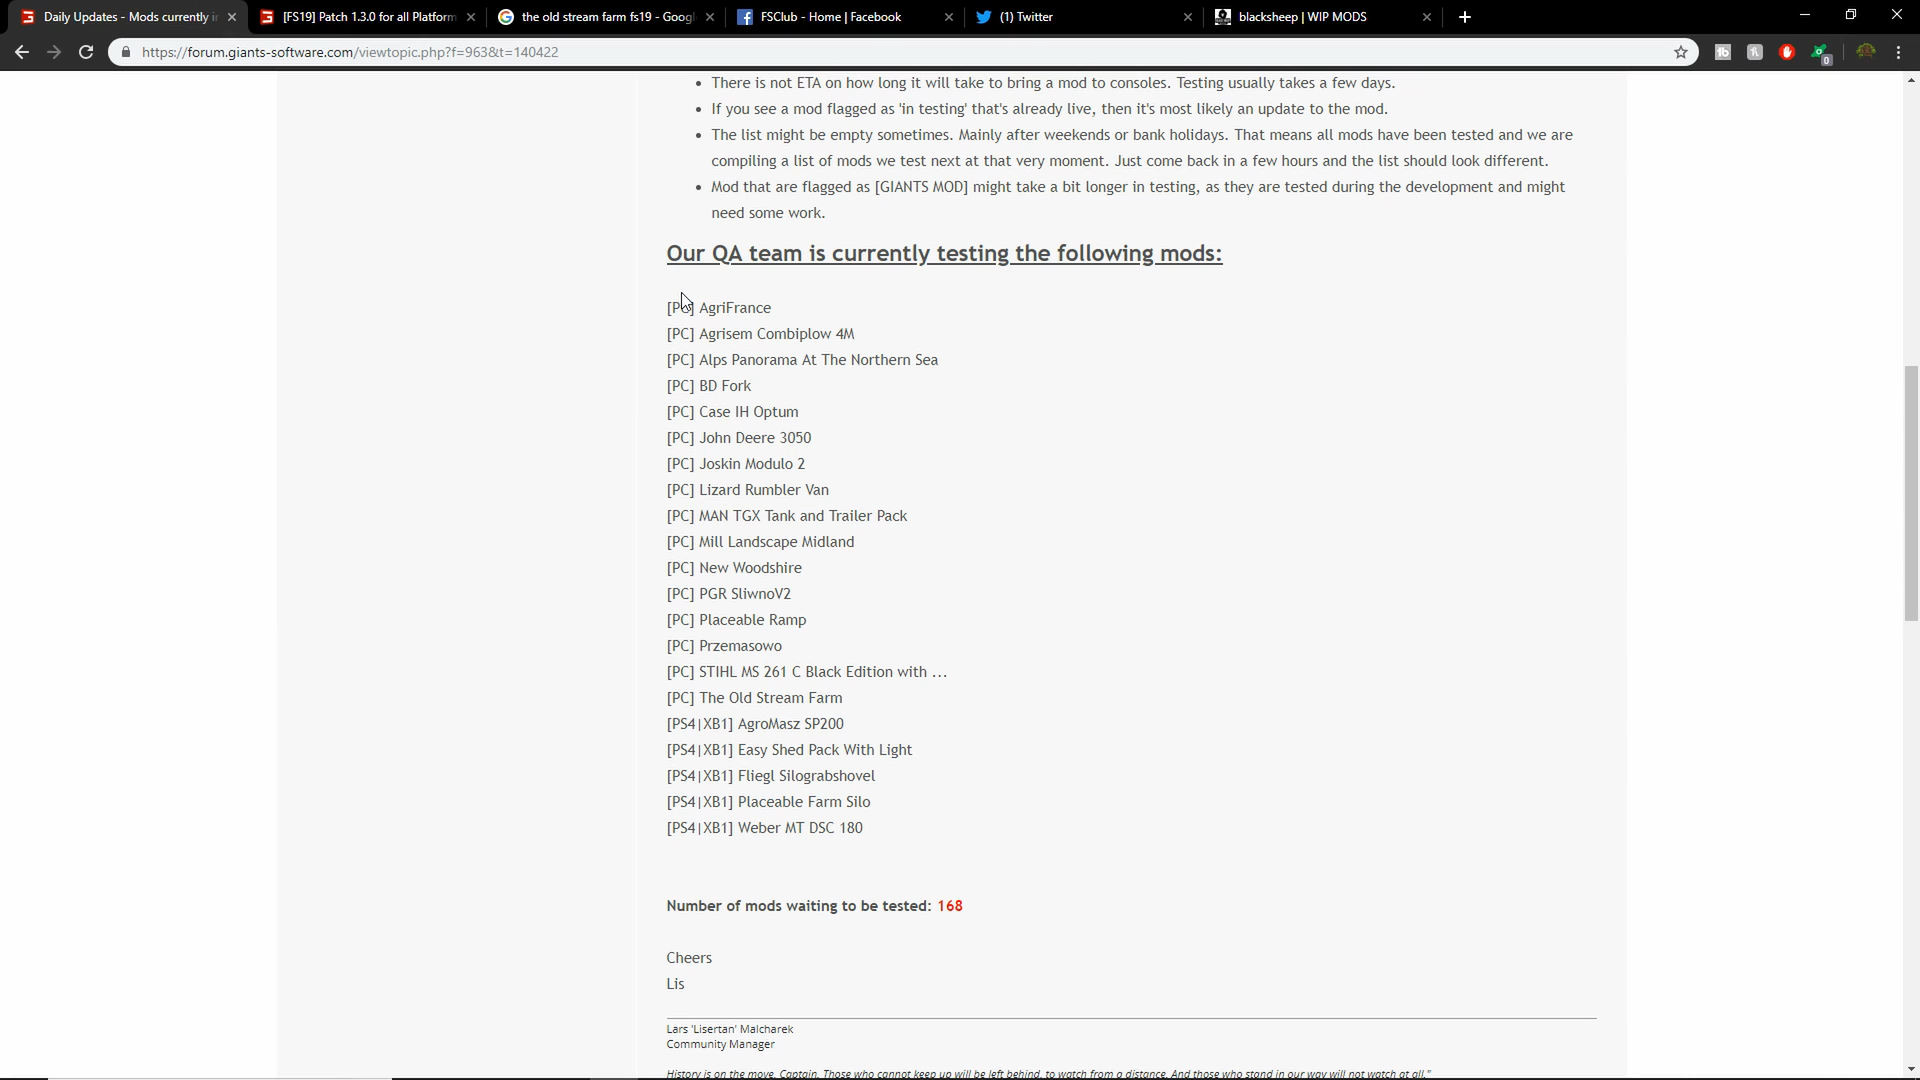 Daily Updates - Mods currently i
[FS19] Patch 1.3.0 for all Platform
the old stream farm fs19 - Googl
FSClub - Home | Facebook
(1) Twitter
blacksheep | WIP MODS
https://forum.giants-software.com/viewtopic.php?f=963&t=140422
0
• There is not ETA on how long it will take to bring a mod to consoles. Testing usually takes a few days.
• If you see a mod flagged as 'in testing' that's already live, then it's most likely an update to the mod.
• The list might be empty sometimes. Mainly after weekends or bank holidays. That means all mods have been tested and we are
compiling a list of mods we test next at that very moment. Just come back in a few hours and the list should look different.
• Mod that are flagged as [GIANTS MOD] might take a bit longer in testing, as they are tested during the development and might
need some work.
Our QA team is currently testing the following mods:
[PC] AgriFrance
[PC] Agrisem Combiplow 4M
[PC] Alps Panorama At The Northern Sea
[PC] BD Fork
[PC] Case IH Optum
[PC] John Deere 3050
[PC] Joskin Modulo 2
[PC] Lizard Rumbler Van
[PC] MAN TGX Tank and Trailer Pack
[PC] Mill Landscape Midland
[PC] New Woodshire
[PC] PGR SliwnoV2
[PC] Placeable Ramp
[PC] Przemasowo
[PC] STIHL MS 261 C Black Edition with ...
[PC] The Old Stream Farm
[PS4|XB1] AgroMasz SP200
[PS4|XB1] Easy Shed Pack With Light
[PS4|XB1] Fliegl Silograbshovel
[PS4|XB1] Placeable Farm Silo
[PS4|XB1] Weber MT DSC 180
Number of mods waiting to be tested: 168
Cheers
Lis
Lars 'Lisertan' Malcharek
Community Manager
History is on the move, Captain. Those who cannot keep up will be left behind, to watch from a distance. And those who stand in our way will not watch at all."